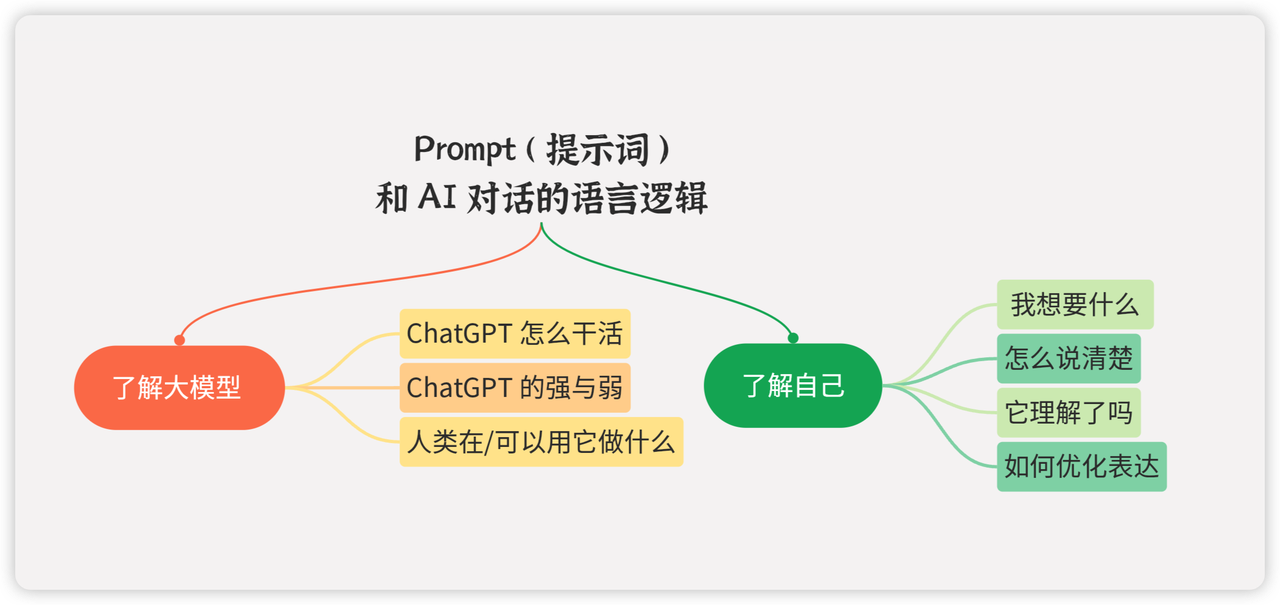 Prompt（提示词）
和 AI 对话的语言逻辑
了解大模型
ChatGPT 怎么干活
ChatGPT 的强与弱
人类在/可以用它做什么
了解自己
我想要什么
怎么说清楚
它理解了吗
如何优化表达